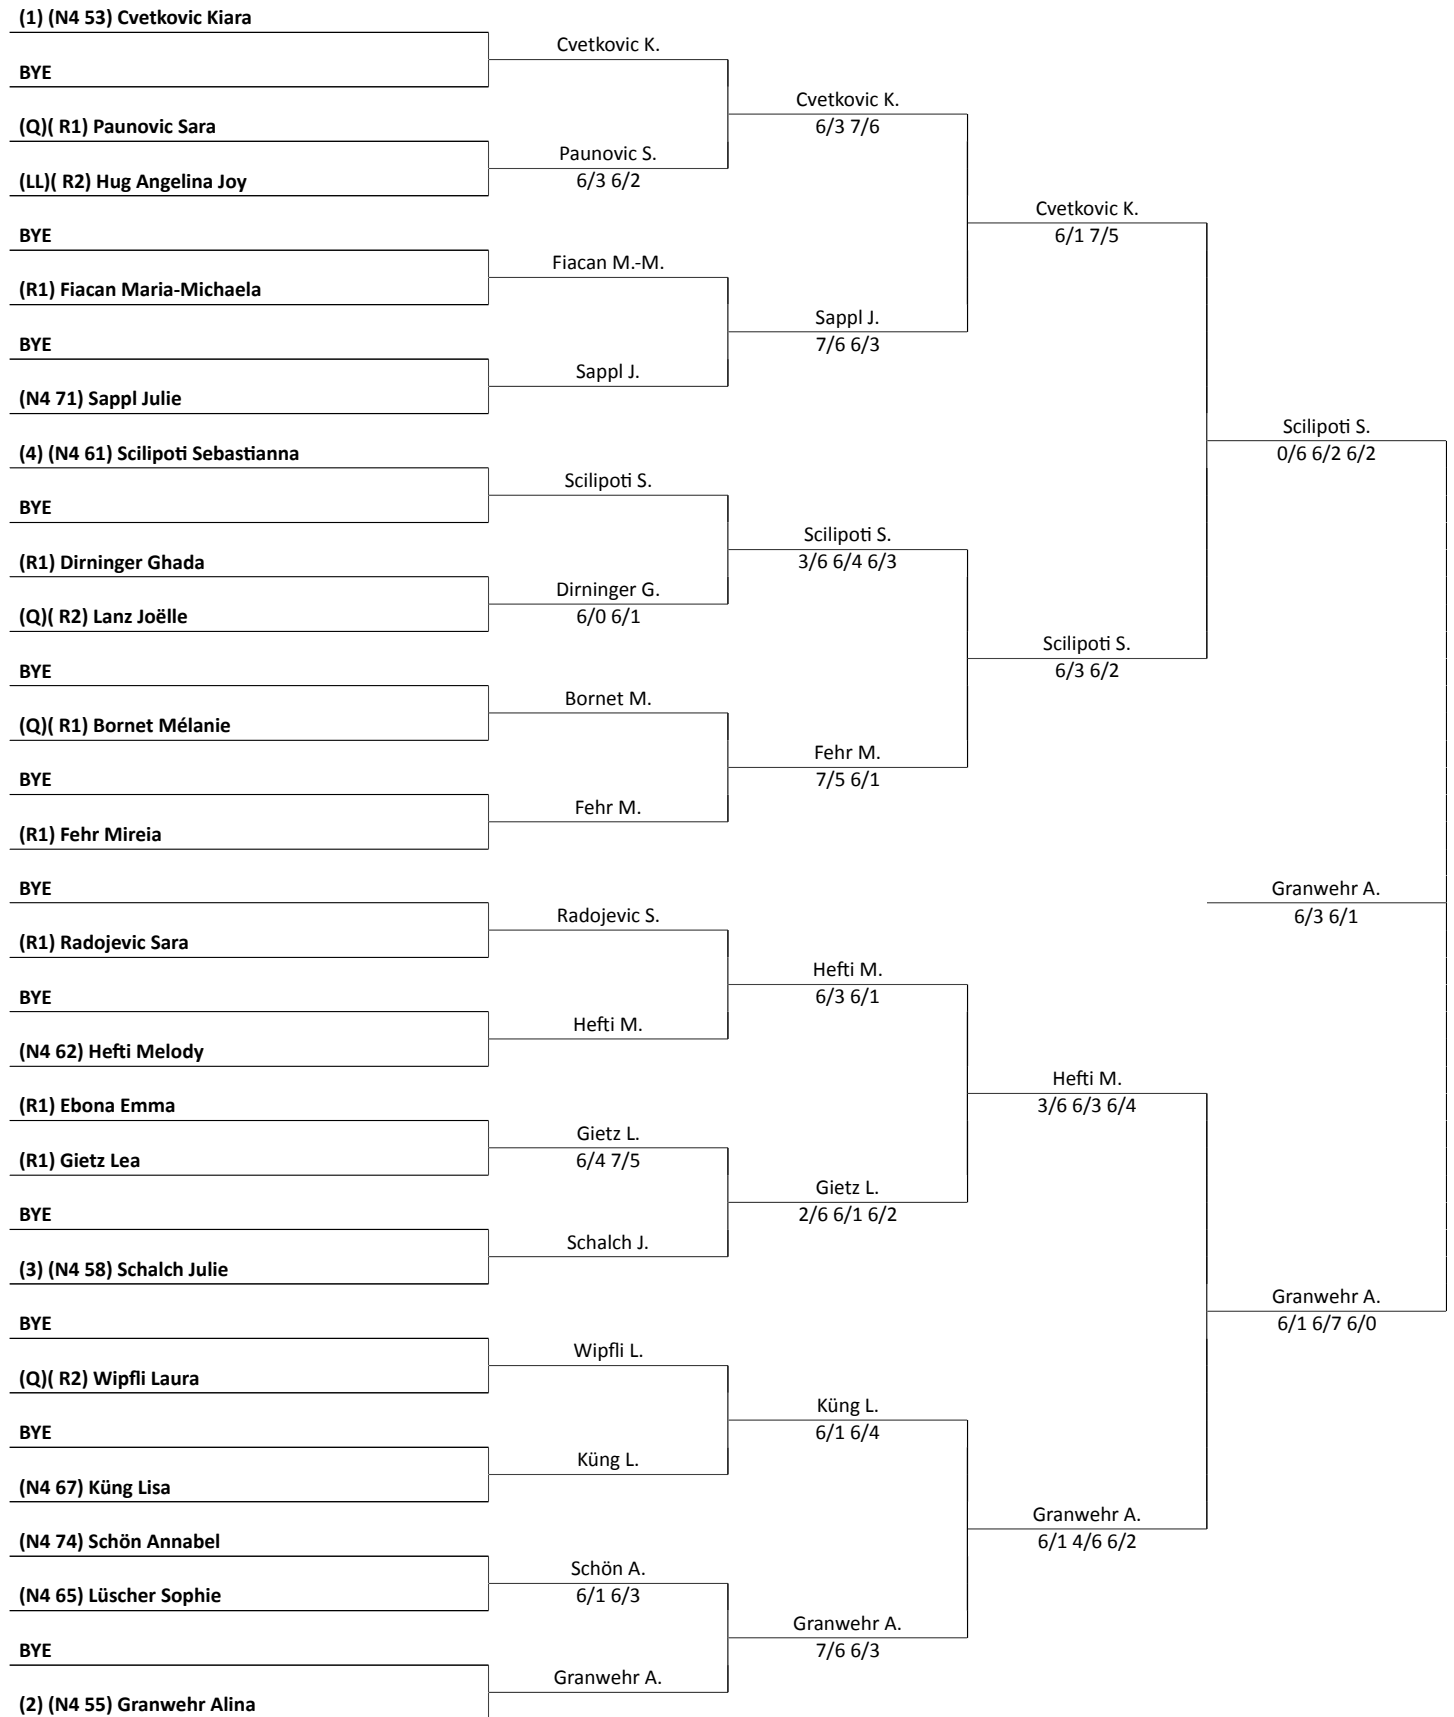 (1) (N4 53) Cvetkovic Kiara
BYE
(Q)( R1) Paunovic Sara
(LL)( R2) Hug Angelina Joy
BYE
(R1) Fiacan Maria-Michaela
BYE
(N4 71) Sappl Julie
(4) (N4 61) Scilipoti Sebastianna
BYE
(R1) Dirninger Ghada
(Q)( R2) Lanz Joëlle
BYE
(Q)( R1) Bornet Mélanie
BYE
(R1) Fehr Mireia
BYE
(R1) Radojevic Sara
BYE
(N4 62) Hefti Melody
(R1) Ebona Emma
(R1) Gietz Lea
BYE
(3) (N4 58) Schalch Julie
BYE
(Q)( R2) Wipfli Laura
BYE
(N4 67) Küng Lisa
(N4 74) Schön Annabel
(N4 65) Lüscher Sophie
BYE
(2) (N4 55) Granwehr Alina
Cvetkovic K.
Paunovic S.
6/3 6/2
Fiacan M.-M.
Sappl J.
Scilipoti S.
Dirninger G.
6/0 6/1
Bornet M.
Fehr M.
Radojevic S.
Hefti M.
Gietz L.
6/4 7/5
Schalch J.
Wipfli L.
Küng L.
Schön A.
6/1 6/3
Granwehr A.
Cvetkovic K.
6/3 7/6
Sappl J.
7/6 6/3
Scilipoti S.
3/6 6/4 6/3
Fehr M.
7/5 6/1
Hefti M.
6/3 6/1
Gietz L.
2/6 6/1 6/2
Küng L.
6/1 6/4
Granwehr A.
7/6 6/3
Cvetkovic K.
6/1 7/5
Scilipoti S.
6/3 6/2
Hefti M.
3/6 6/3 6/4
Granwehr A.
6/1 4/6 6/2
Scilipoti S.
0/6 6/2 6/2
Granwehr A.
6/3 6/1
Granwehr A.
6/1 6/7 6/0